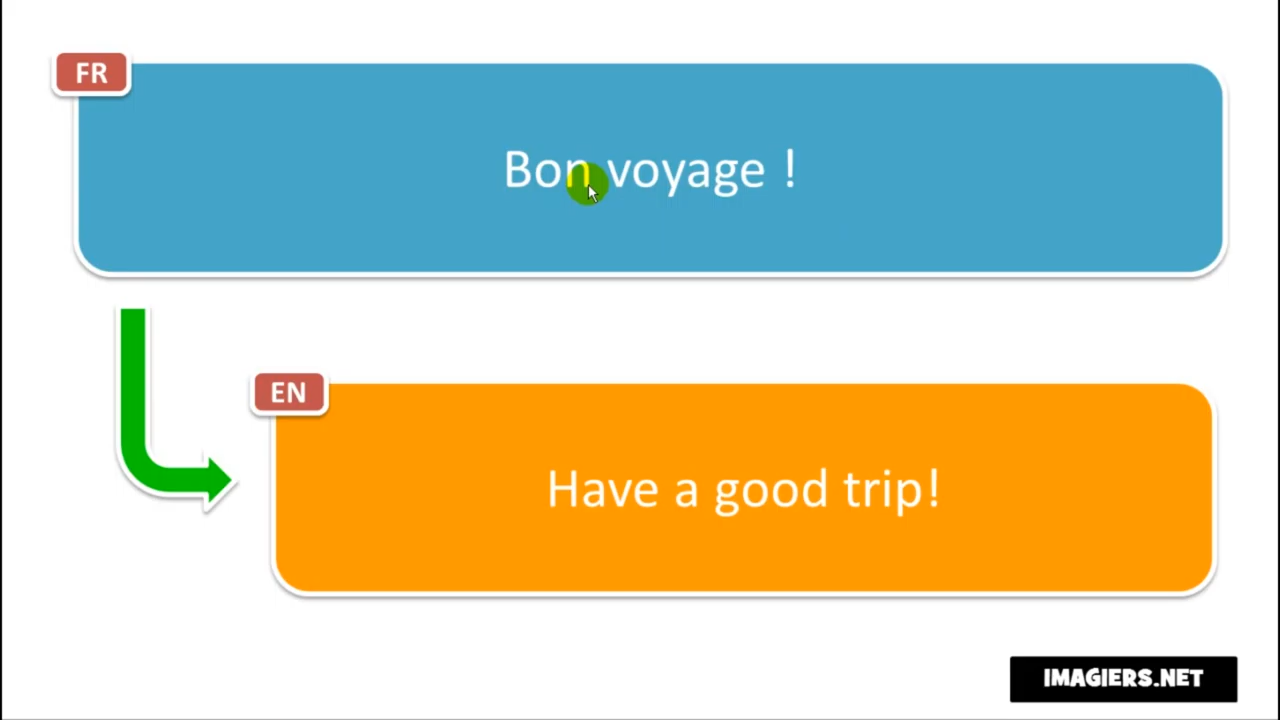 FR
Bon voyage !
EN
Have a good trip!
IMAGIERS.NET